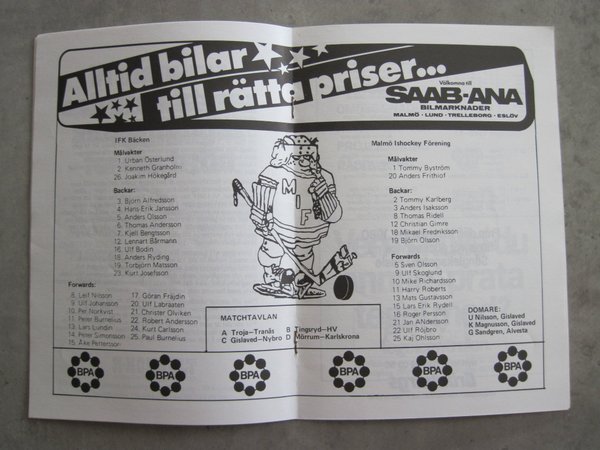 Alltid bilar
till rätta priser...
Välkomna till
SAAB-ANA
BILMARKNADER
MALMÖ · LUND · TRELLEBORG · ESLÖV
IFK Bäcken
Målvakter
1 Urban Österlund
2 Kenneth Granholm
26 Joakim Hökegård
Backar:
3 Björn Alfredsson
4 Hans-Erik Jansson
5 Anders Olsson
6 Thomas Andersson
7 Kjell Bengtsson
12 Lennart Bärmann
16 Ulf Bodin
18 Anders Ryding
19 Torbjörn Matsson
23 Kurt Josefsson
Forwards:
8 Leif Nilsson
9 Ulf Johansson
10 Per Norkvist
11 Peter Burnelius
13 Lars Lundin
14 Peter Simonsson
15 Åke Pettersson
17 Göran Fräjdin
20 Ulf Labraaten
21 Christer Olviken
22 Robert Andersson
24 Kurt Carlsson
25 Paul Burnelius
MIF
MATCHTAVLAN
A Troja–Tranås B Tingsryd–HV
C Gislaved–Nybro D Mörrum–Karlskrona
Malmö Ishockey Förening
Målvakter
1 Tommy Byström
20 Anders Frithiof
Backar:
2 Tommy Karlberg
3 Anders Isaksson
8 Thomas Ridell
12 Christian Gimer
18 Mikael Fredriksson
19 Björn Olsson
Forwards
5 Sven Olsson
9 Ulf Skoglund
10 Mike Richardsson
11 Harry Roberts
13 Mats Gustavsson
15 Lars Erik Rydell
16 Roger Persson
21 Jan Andersson
22 Ulf Röjbro
25 Kaj Ohlsson
DOMARE:
U Nilsson, Gislaved
K Magnusson, Gislaved
G Sandgren, Alvesta
BPA
BPA
BPA
BPA
BPA
BPA